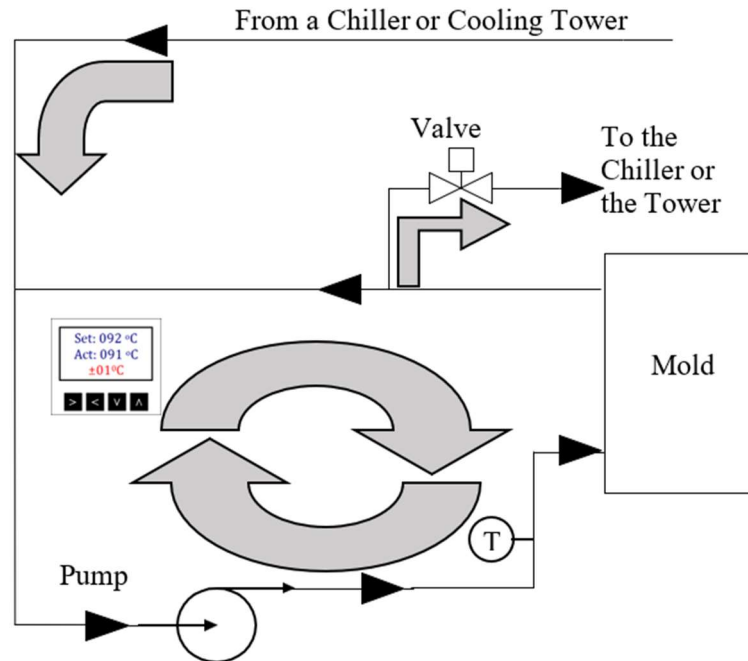 From a Chiller or Cooling Tower
Valve
To the
Chiller or
the Tower
Set: 092 ºC
Act: 091 ºC
±01ºC
> < v ʌ
Mold
T
Pump